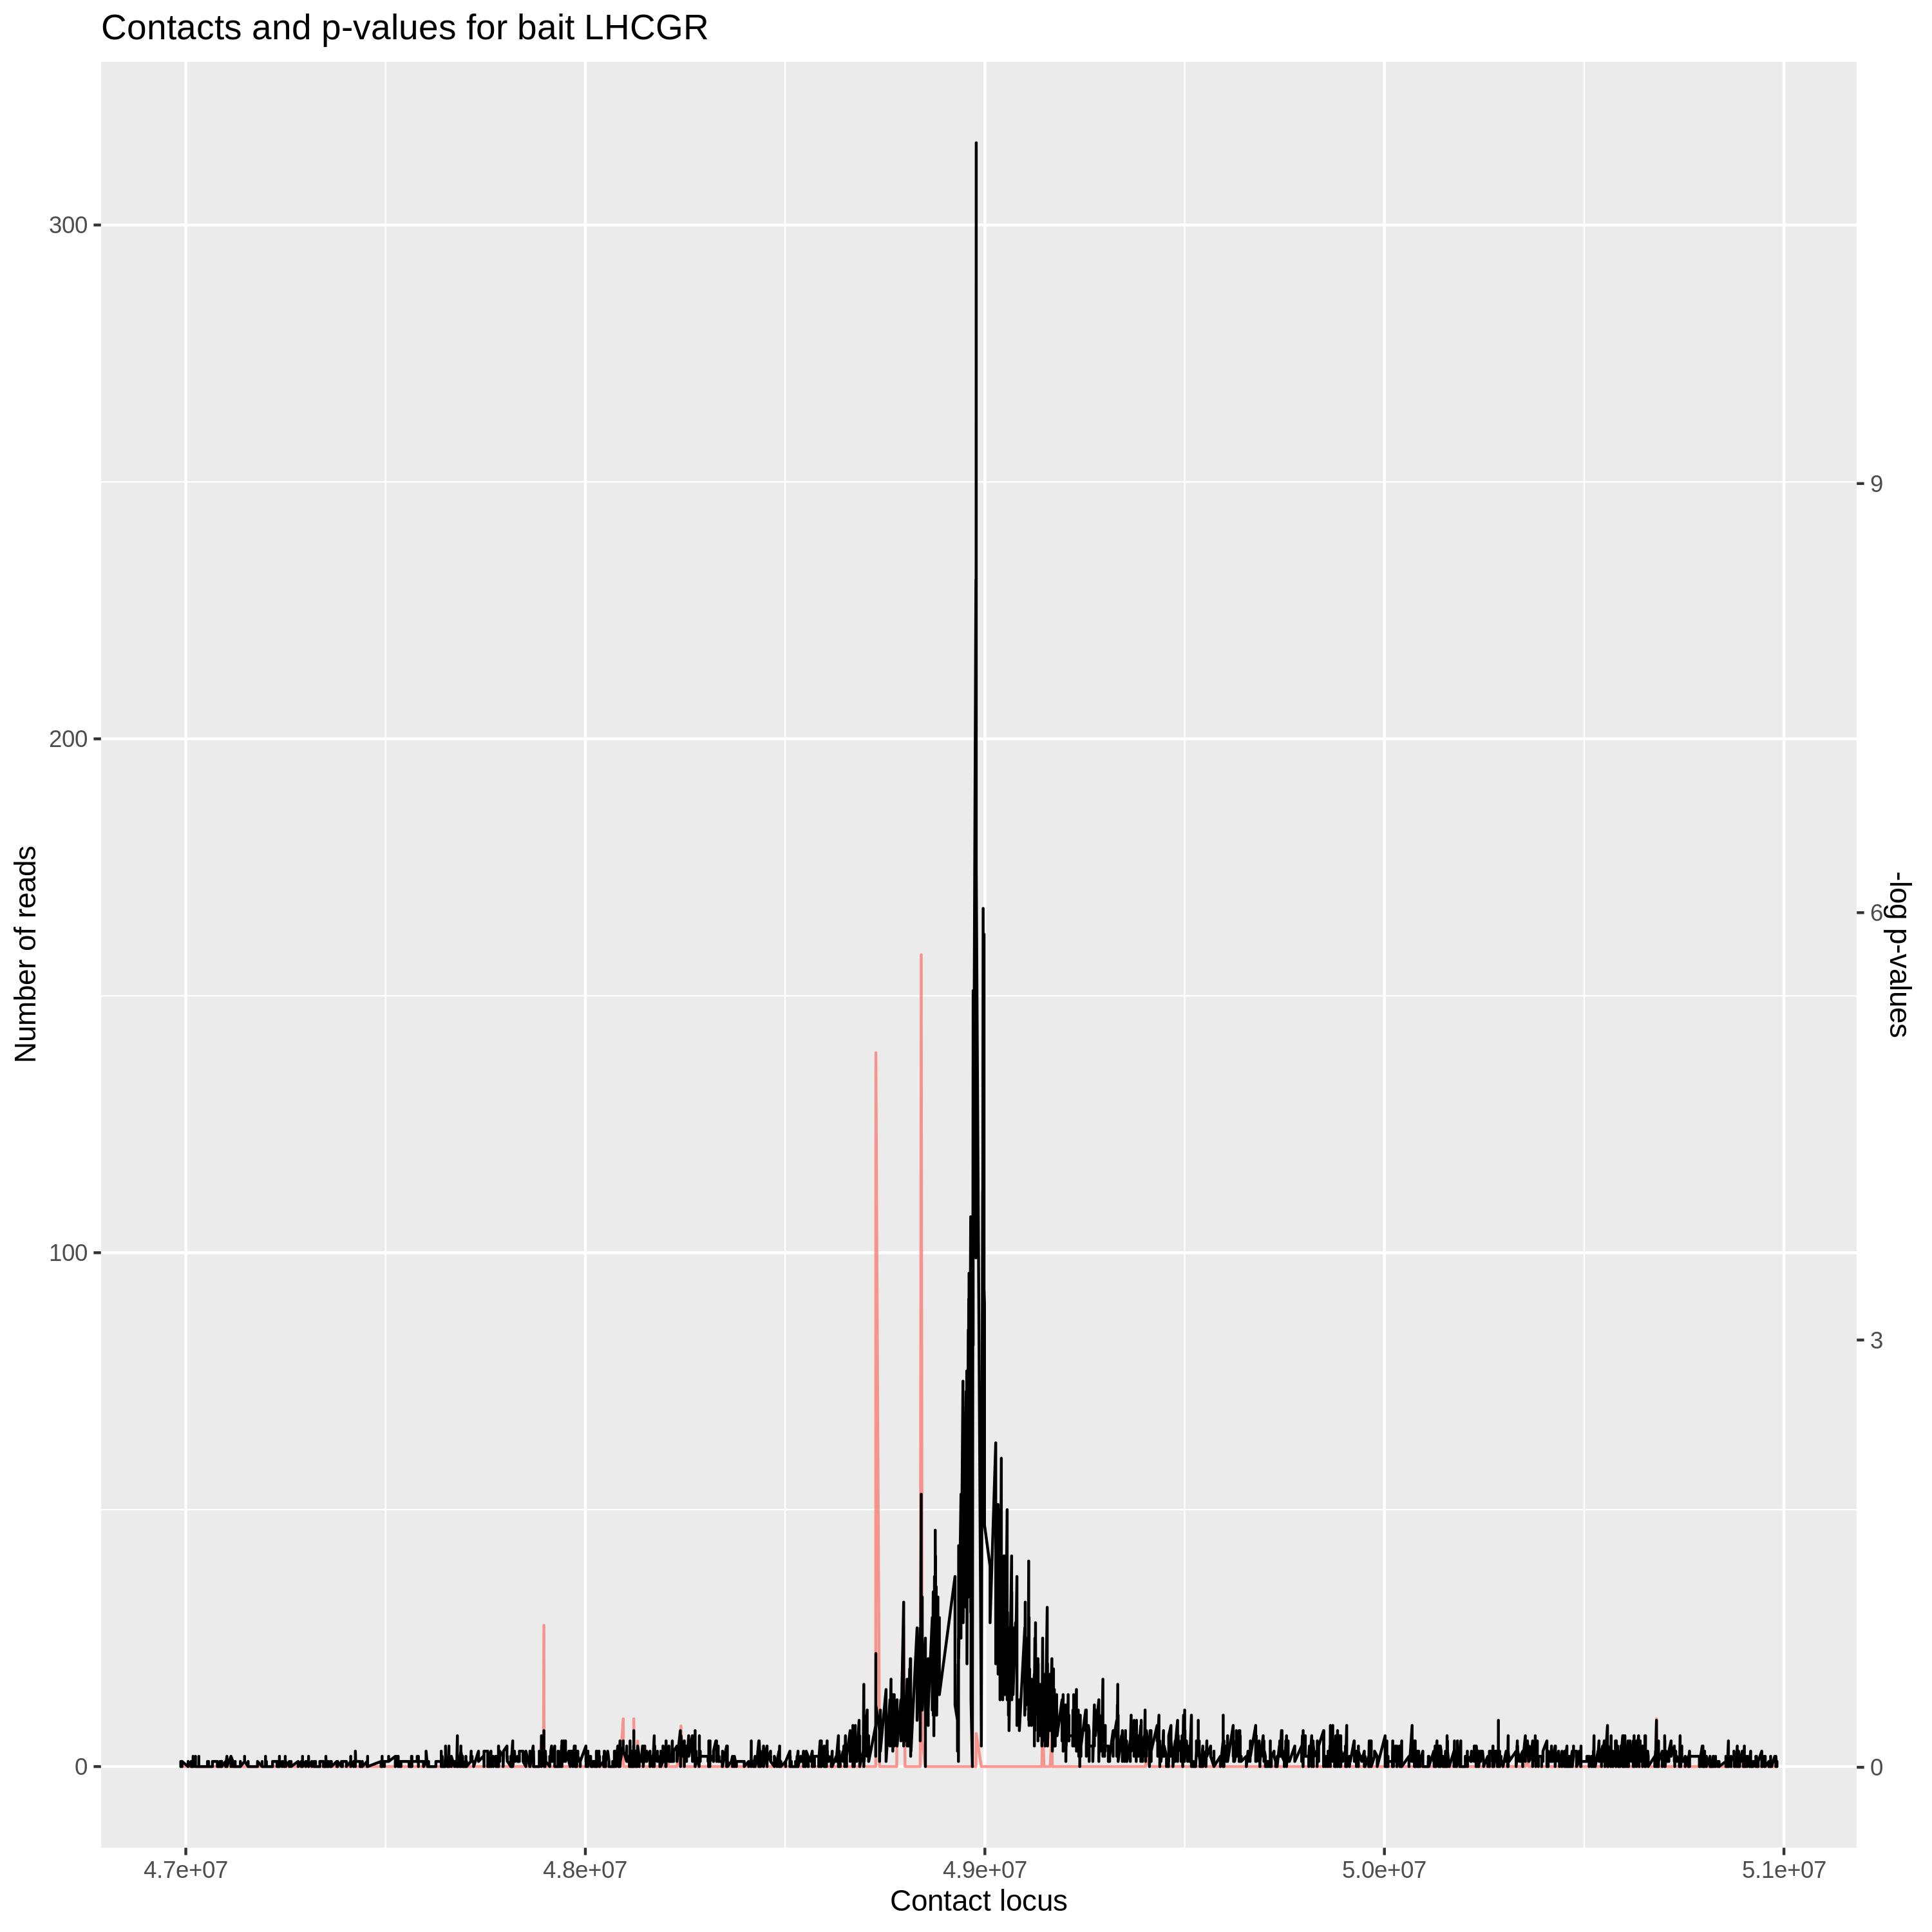 Contacts and p-values for bait LHCGR
300
200
100
0
Number of reads
9
6
3
0
-log p-values
4.7e+07 4.8e+07 4.9e+07 5.0e+07 5.1e+07
Contact locus